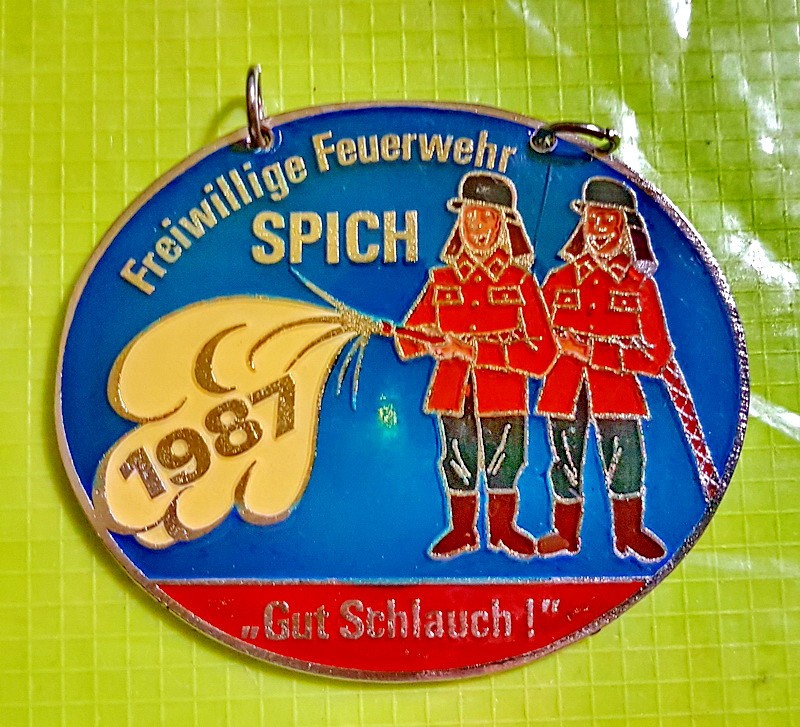 Freiwillige Feuerwehr
SPICH
1987
„Gut Schlauch!“